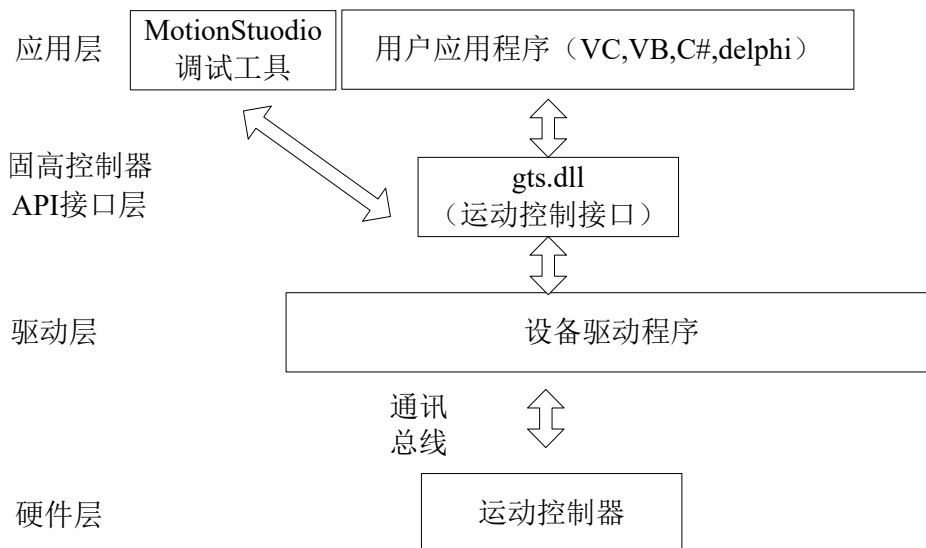 应用层
MotionStuodio
调试工具
用户应用程序（VC,VB,C#,delphi）
固高控制器
API接口层
gts.dll
（运动控制接口）
驱动层
设备驱动程序
通讯
总线
硬件层
运动控制器